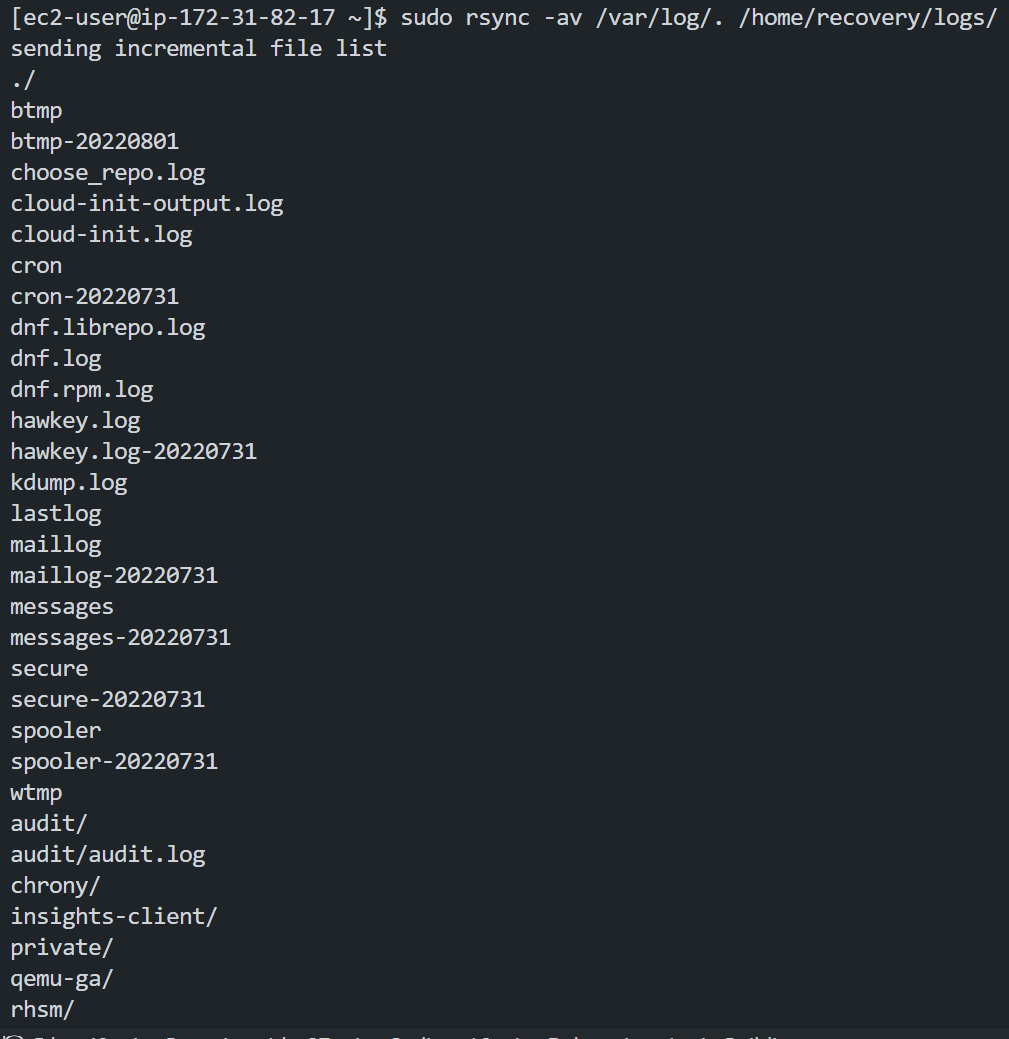 [ec2-user@ip-172-31-82-17 ~]$ sudo rsync -av /var/log/. /home/recovery/logs/
sending incremental file list
./
btmp
btmp-20220801
choose_repo.log
cloud-init-output.log
cloud-init.log
cron
cron-20220731
dnf.librepo.log
dnf.log
dnf.rpm.log
hawkey.log
hawkey.log-20220731
kdump.log
lastlog
maillog
maillog-20220731
messages
messages-20220731
secure
secure-20220731
spooler
spooler-20220731
wtmp
audit/
audit/audit.log
chrony/
insights-client/
private/
qemu-ga/
rhsm/